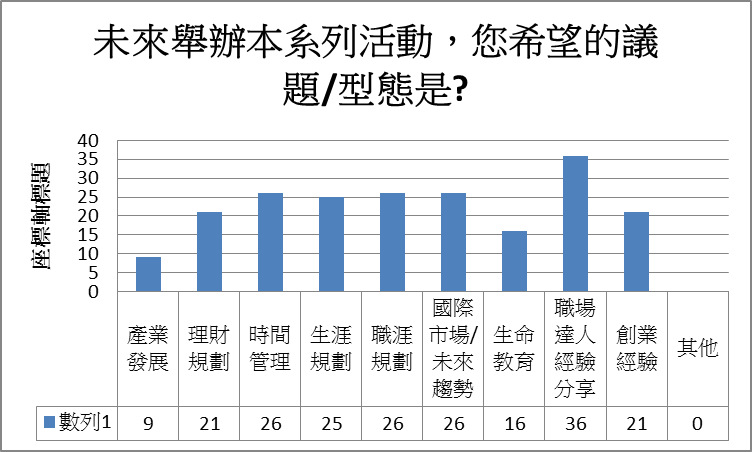 未來舉辦本系列活動，您希望的議
題/型態是?
座標軸標題
40
35
30
25
20
15
10
5
0
產業
發展
理財
規劃
時間
管理
生涯
規劃
職涯
規劃
國際
市場/
未來
趨勢
生命
教育
職場
達人
經驗
分享
創業
經驗
其他
數列1 9 21 26 25 26 26 16 36 21 0